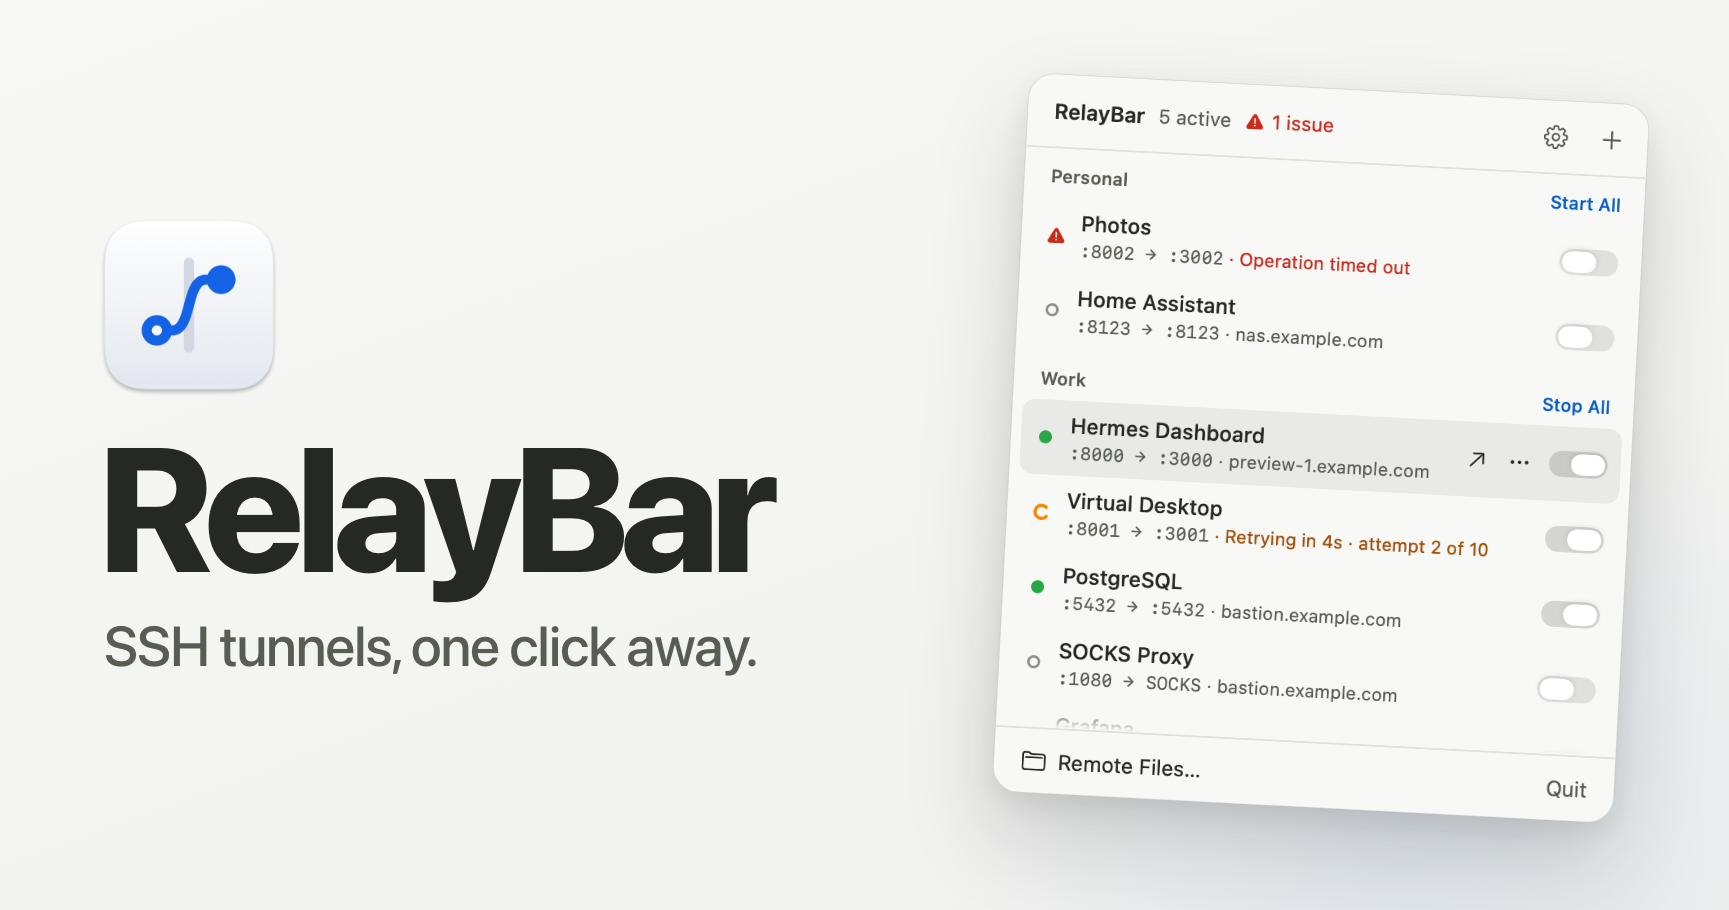 RelayBar
SSH tunnels, one click away.
RelayBar 5 active 1 issue
Personal
Start All
Photos
:8002 → :3002 · Operation timed out
Home Assistant
:8123 → :8123 · nas.example.com
Work
Stop All
Hermes Dashboard
:8000 → :3000 · preview-1.example.com
Virtual Desktop
:8001 → :3001 · Retrying in 4s · attempt 2 of 10
PostgreSQL
:5432 → :5432 · bastion.example.com
SOCKS Proxy
:1080 → SOCKS · bastion.example.com
Grafana
Remote Files...
Quit